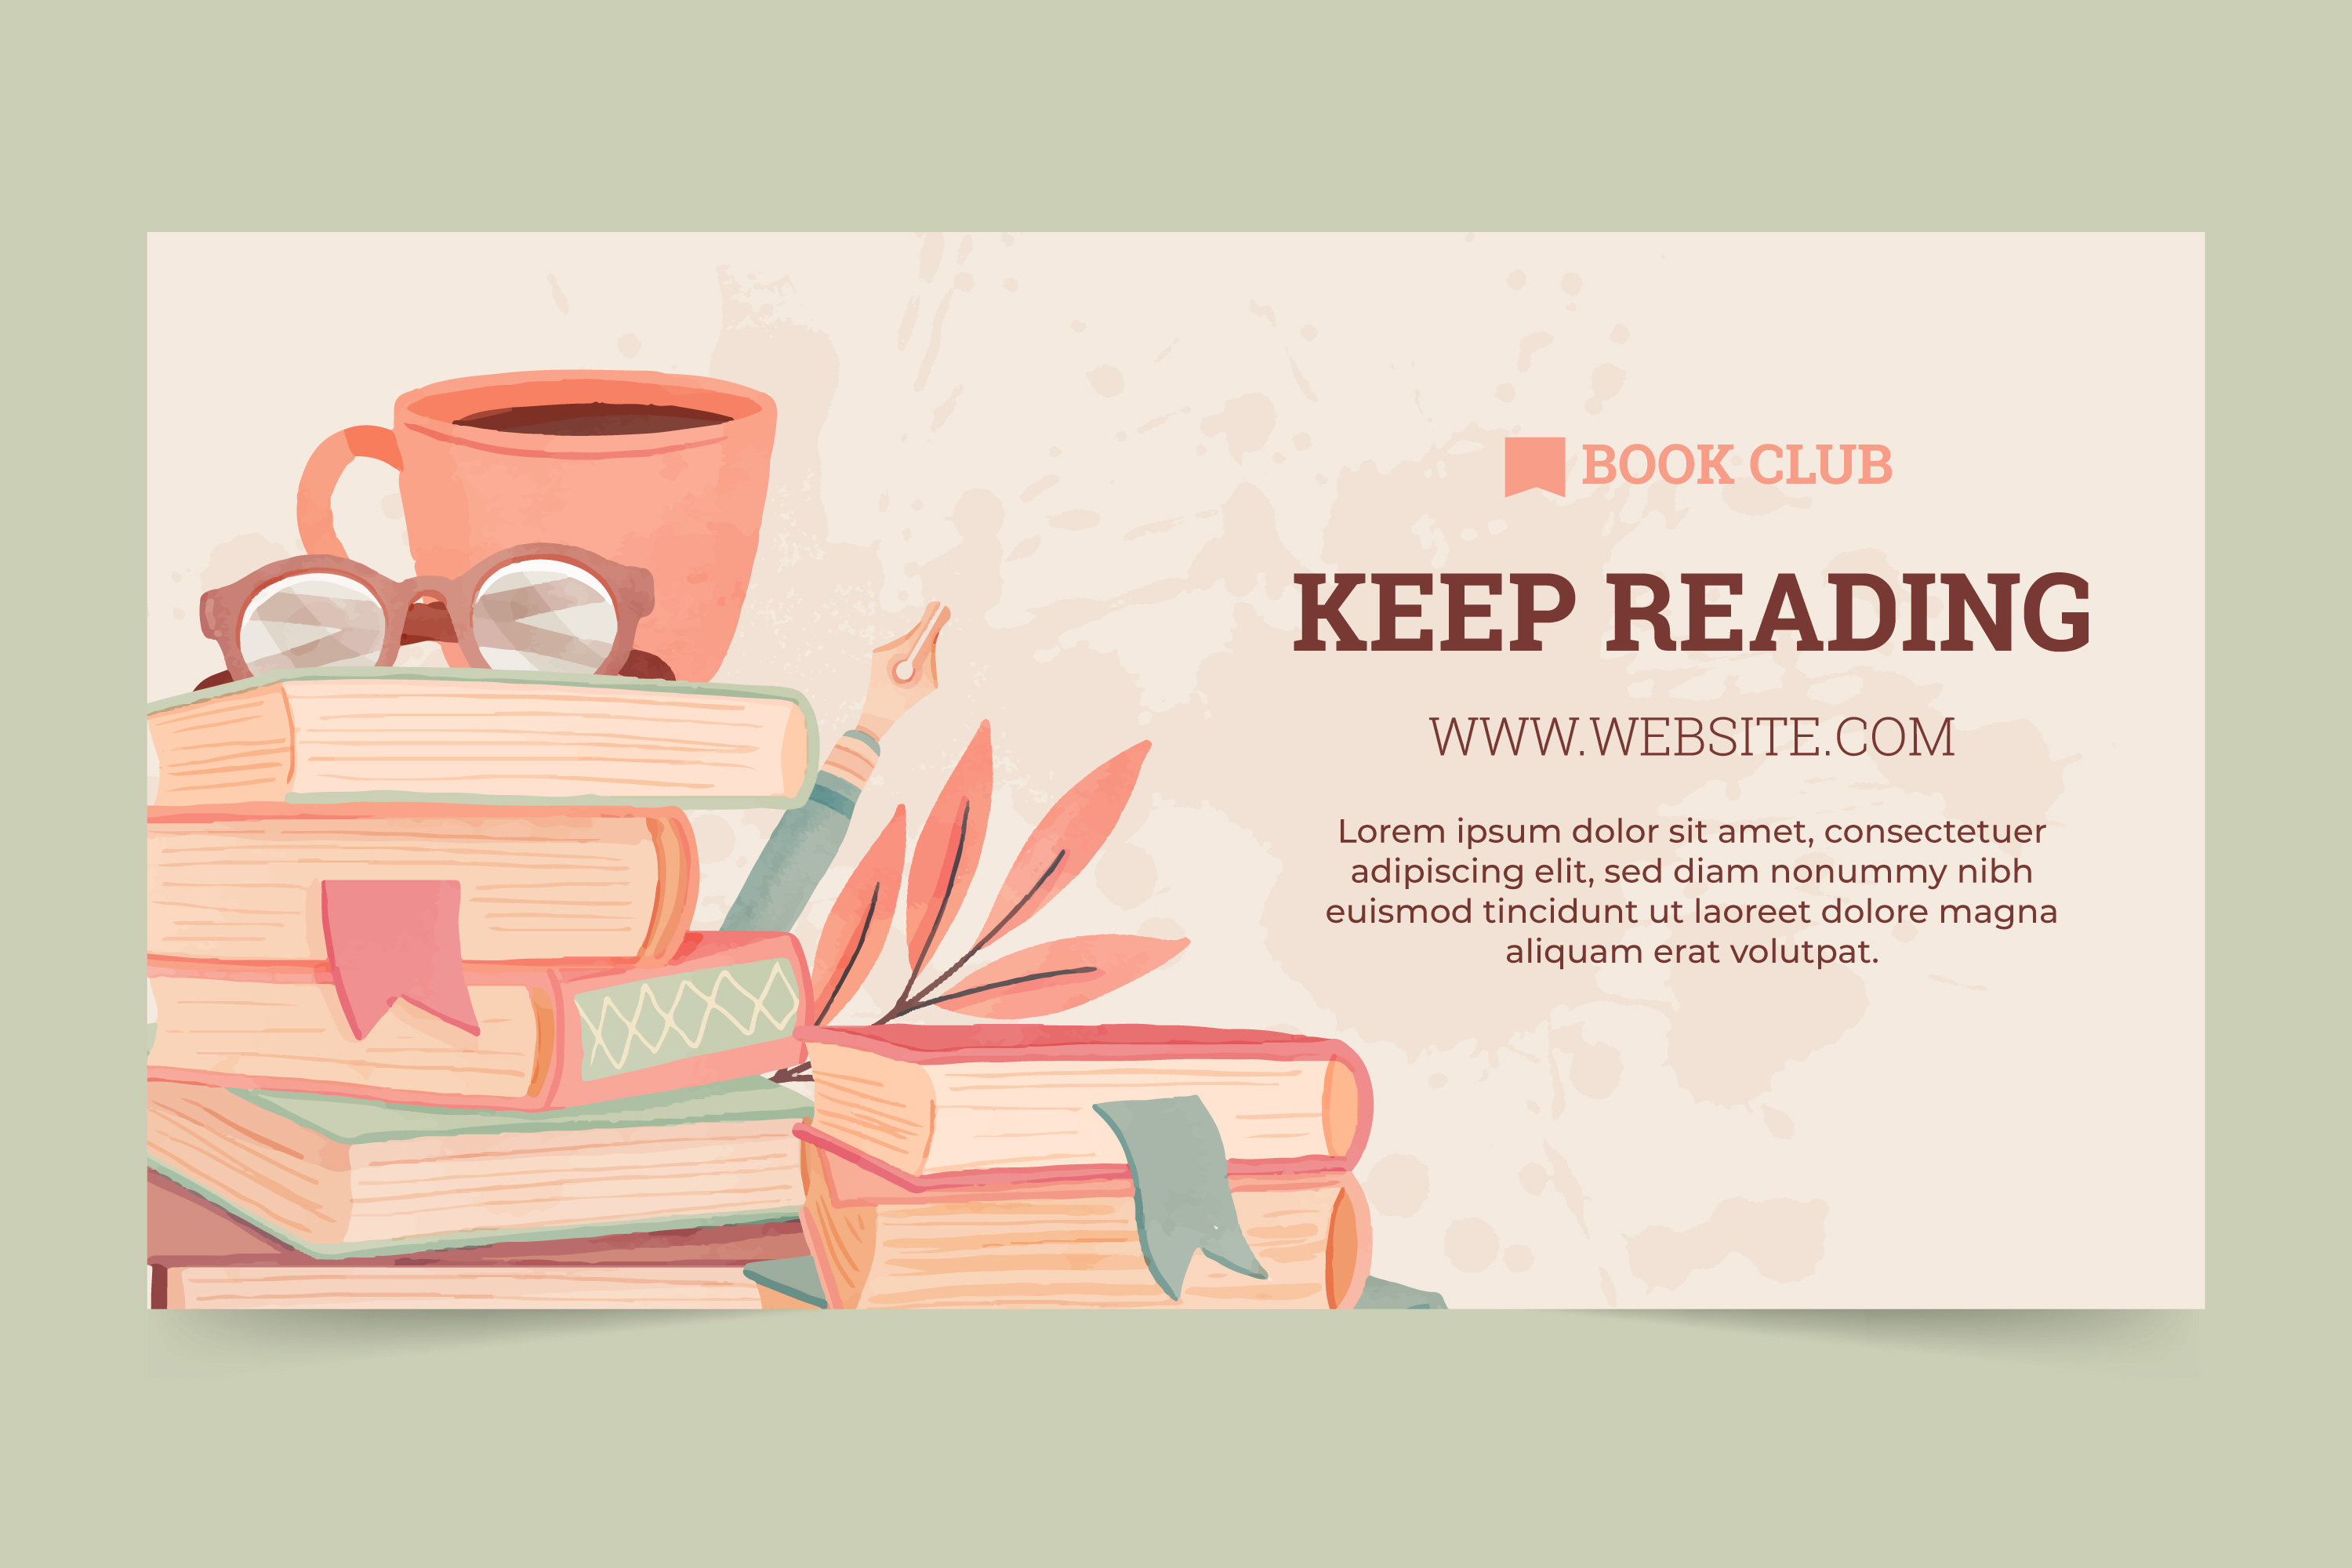 BOOK CLUB
KEEP READING
WWW.WEBSITE.COM
Lorem ipsum dolor sit amet, consectetuer
adipiscing elit, sed diam nonummy nibh
euismod tincidunt ut laoreet dolore magna
aliquam erat volutpat.